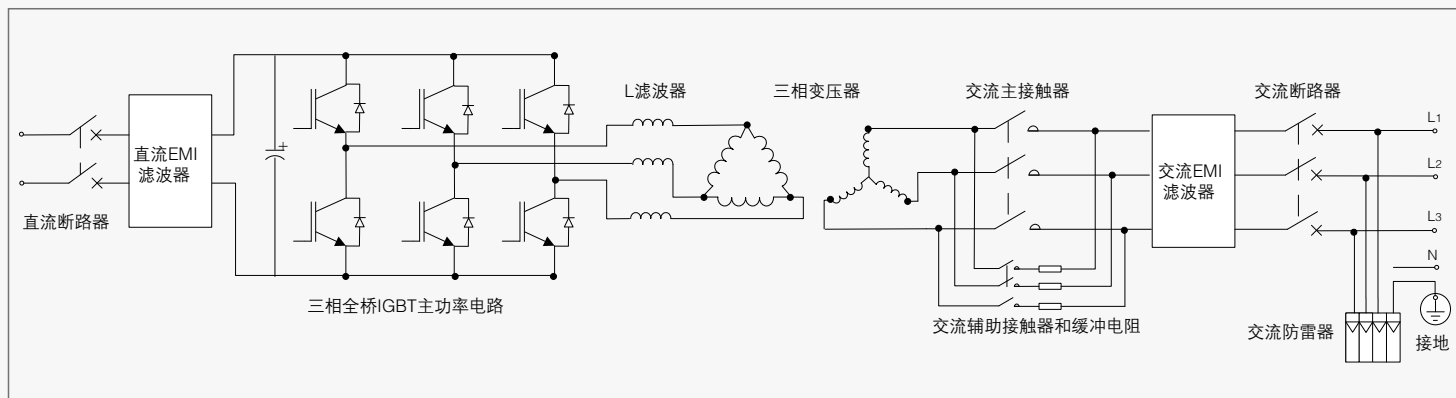 L滤波器
三相变压器
交流主接触器
交流断路器
L1
直流EMI
滤波器
交流EMI
滤波器
L2
直流断路器
L3
N
+
三相全桥IGBT主功率电路
交流辅助接触器和缓冲电阻
交流防雷器
接地